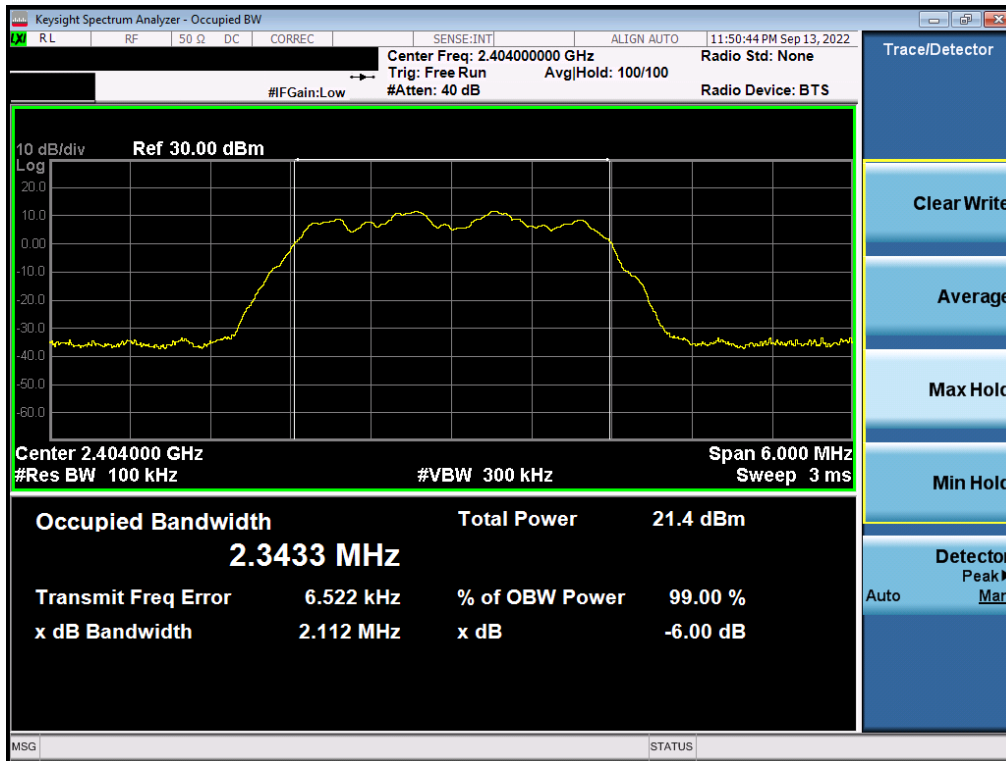 Keysight Spectrum Analyzer - Occupied BW
LXI RL RF 50 Ω DC CORREC SENSE:INT ALIGN AUTO 11:50:44 PM Sep 13, 2022
Center Freq: 2.404000000 GHz Radio Std: None
Trig: Free Run Avg|Hold: 100/100
#IFGain:Low #Atten: 40 dB Radio Device: BTS
Trace/Detector
10 dB/div Ref 30.00 dBm
Log
20.0
10.0
0.00
-10.0
-20.0
-30.0
-40.0
-50.0
-60.0
Center 2.404000 GHz Span 6.000 MHz
#Res BW 100 kHz #VBW 300 kHz Sweep 3 ms
Occupied Bandwidth Total Power 21.4 dBm
2.3433 MHz
Transmit Freq Error 6.522 kHz % of OBW Power 99.00 %
x dB Bandwidth 2.112 MHz x dB -6.00 dB
Clear Write
Average
Max Hold
Min Hold
Detector
Peak
Auto Man
MSG STATUS